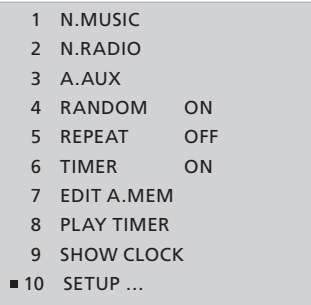 1 N.MUSIC
2 N.RADIO
3 A.AUX
4 RANDOM ON
5 REPEAT OFF
6 TIMER ON
7 EDIT A.MEM
8 PLAY TIMER
9 SHOW CLOCK
■ 10 SETUP ...